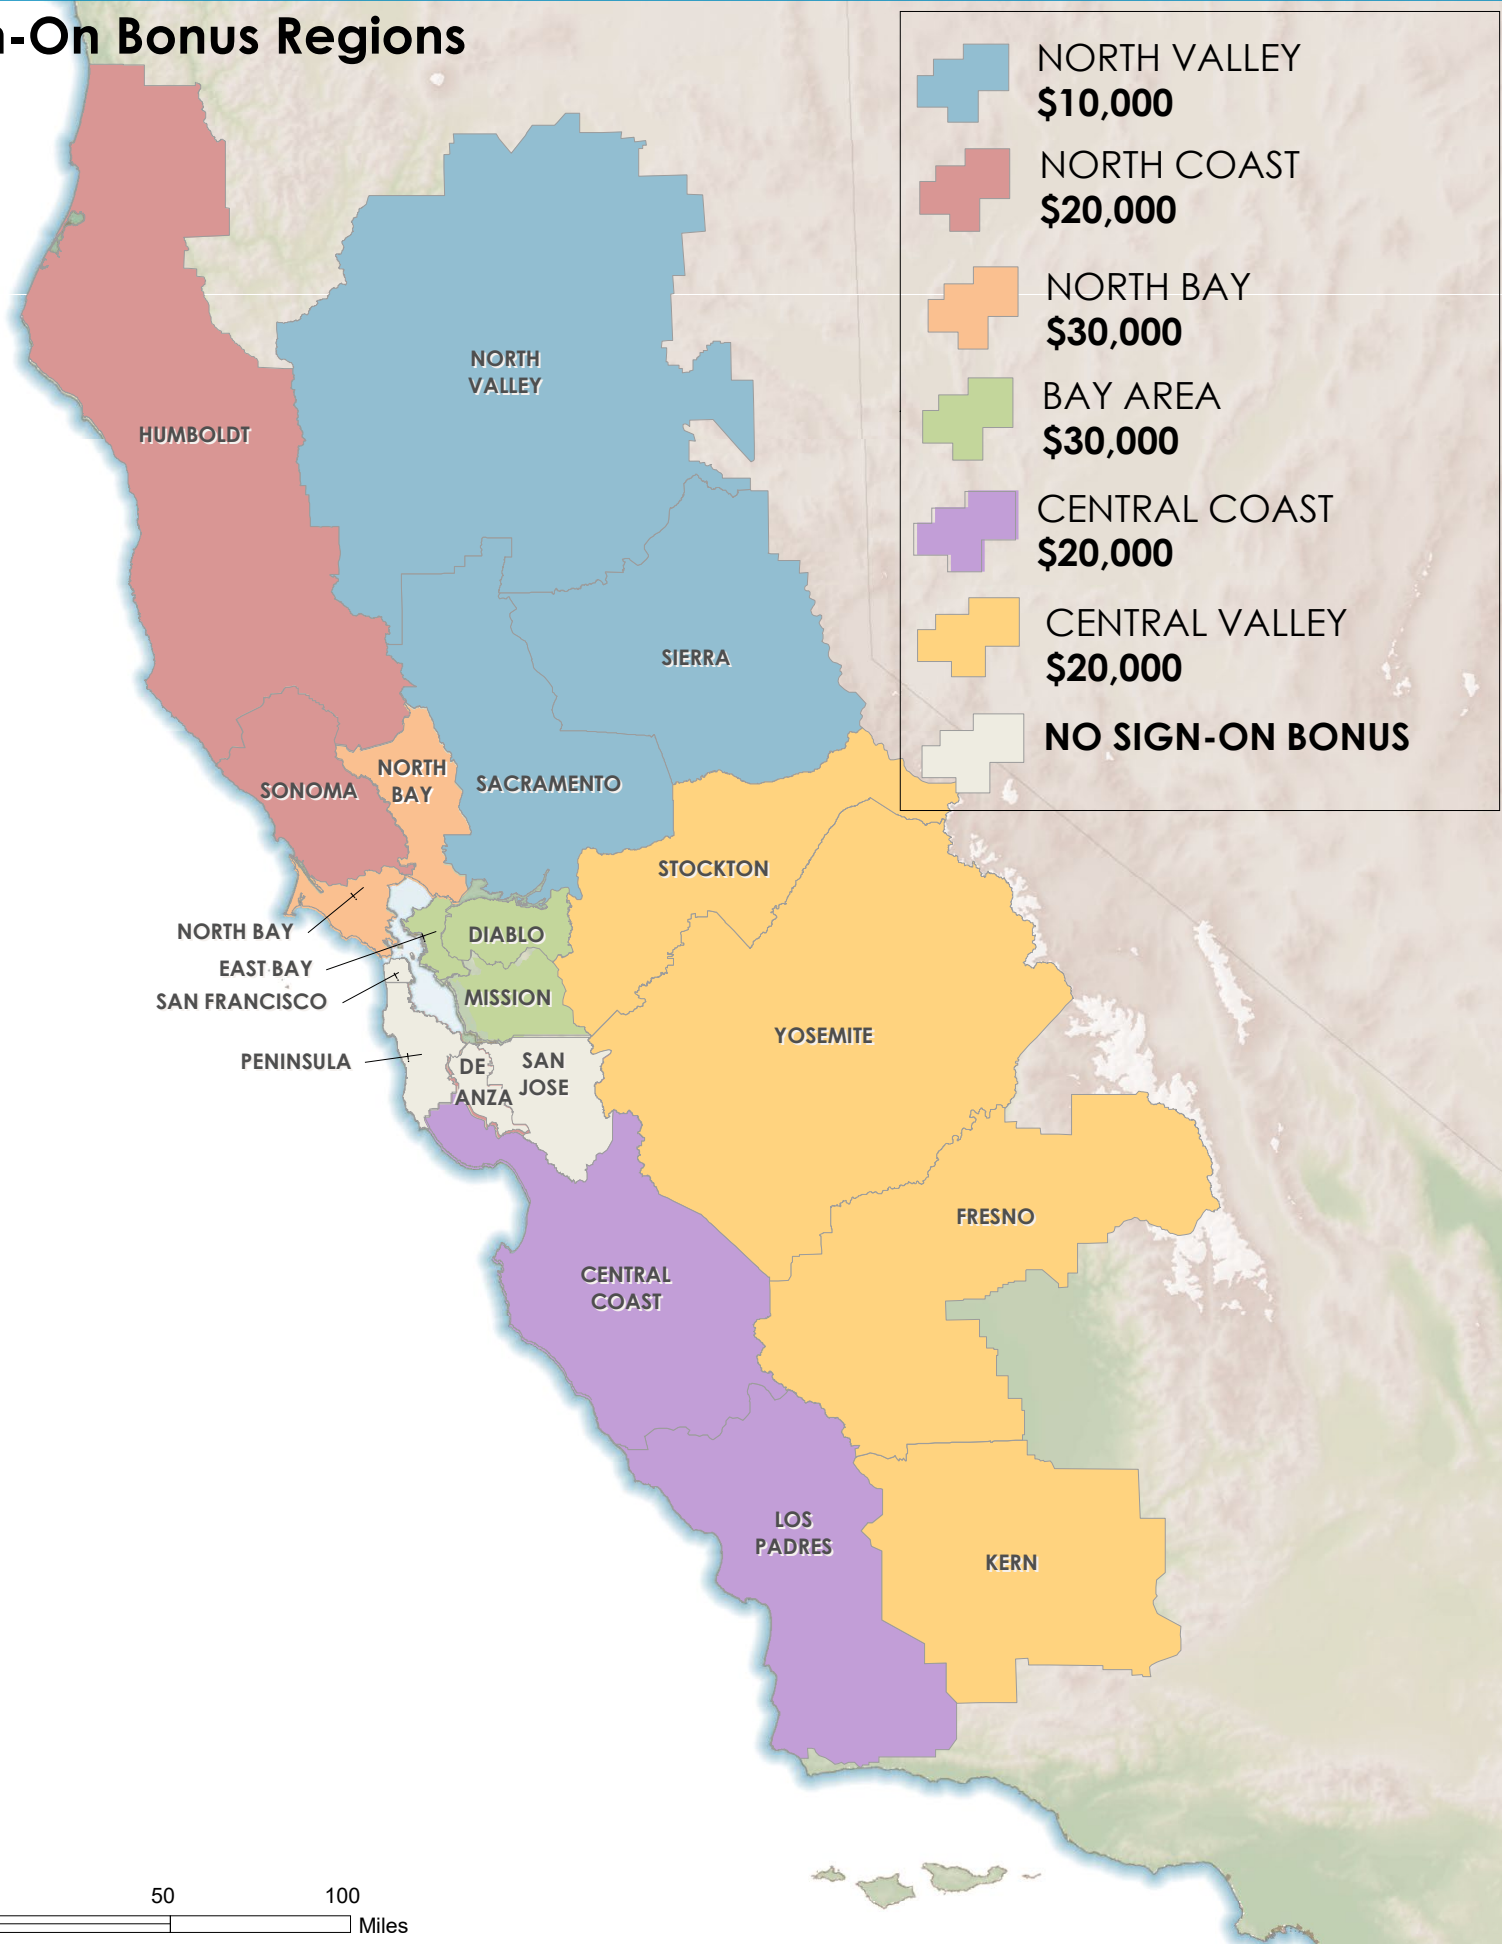 -On Bonus Regions
NORTH VALLEY
$10,000
NORTH COAST
$20,000
NORTH BAY
$30,000
BAY AREA
$30,000
CENTRAL COAST
$20,000
CENTRAL VALLEY
$20,000
NO SIGN-ON BONUS
NORTH
VALLEY
HUMBOLDT
SIERRA
NORTH
BAY
SONOMA
SACRAMENTO
STOCKTON
NORTH BAY
DIABLO
EAST BAY
SAN FRANCISCO
MISSION
YOSEMITE
PENINSULA
DE
ANZA
SAN
JOSE
FRESNO
CENTRAL
COAST
LOS
PADRES
KERN
50
100
Miles